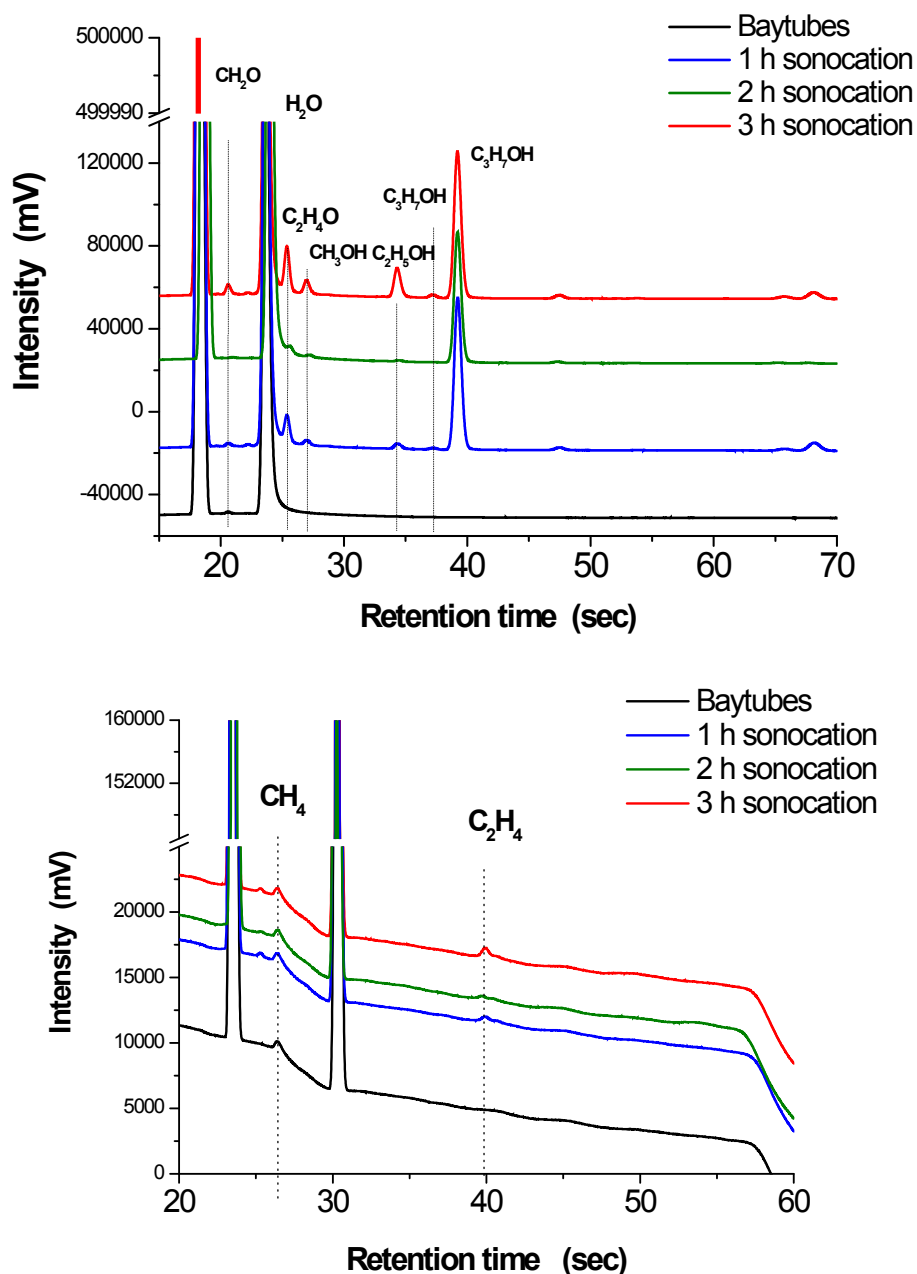 Baytubes
1 h sonocation
2 h sonocation
3 h sonocation
500000
499990
120000
80000
40000
0
-40000
Intensity (mV)
CH₂O
H₂O
C₂H₄O
CH₃OH
C₂H₅OH
C₃H₇OH
C₃H₇OH
20 30 40 50 60 70
Retention time (sec)
Baytubes
1 h sonocation
2 h sonocation
3 h sonocation
160000
152000
20000
15000
10000
5000
0
Intensity (mV)
CH₄
C₂H₄
20 30 40 50 60
Retention time (sec)